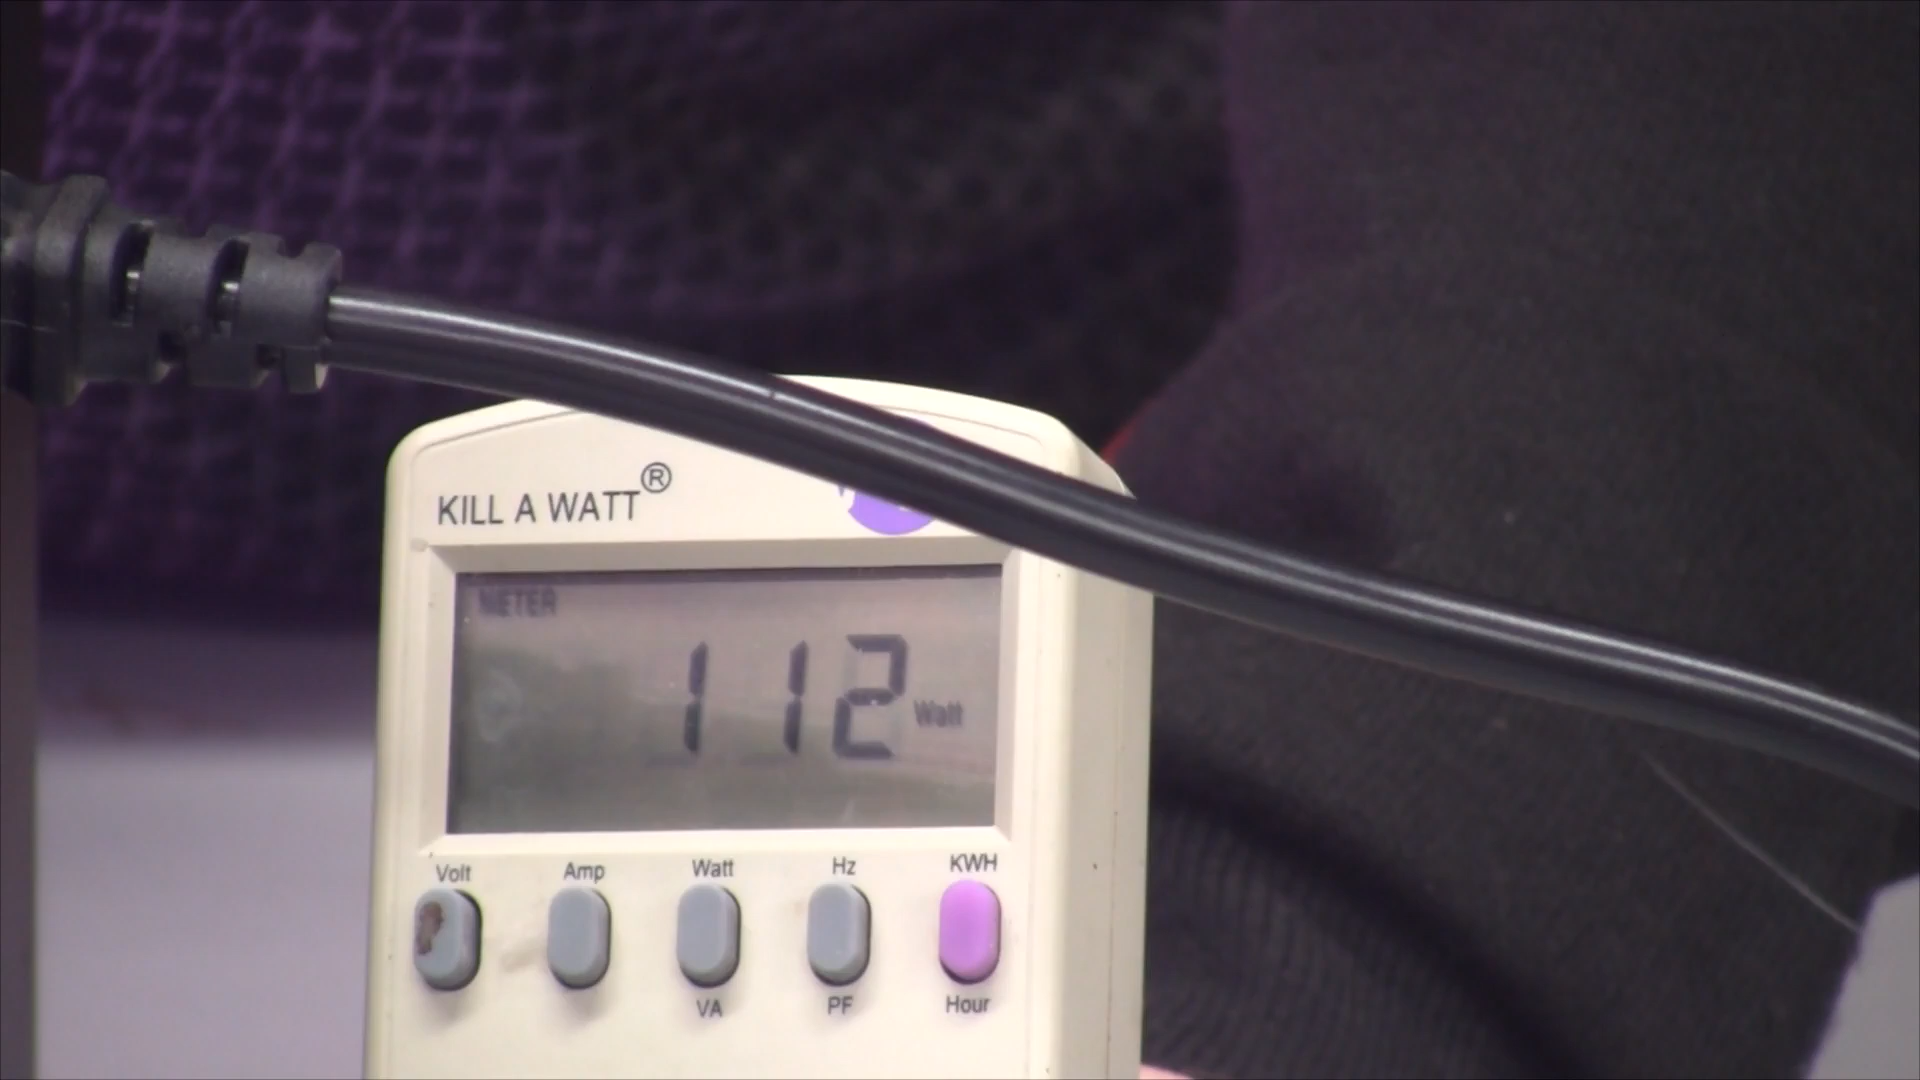 KILL A WATT®
METER
112 Watt
Volt Amp Watt Hz KWH
VA PF Hour